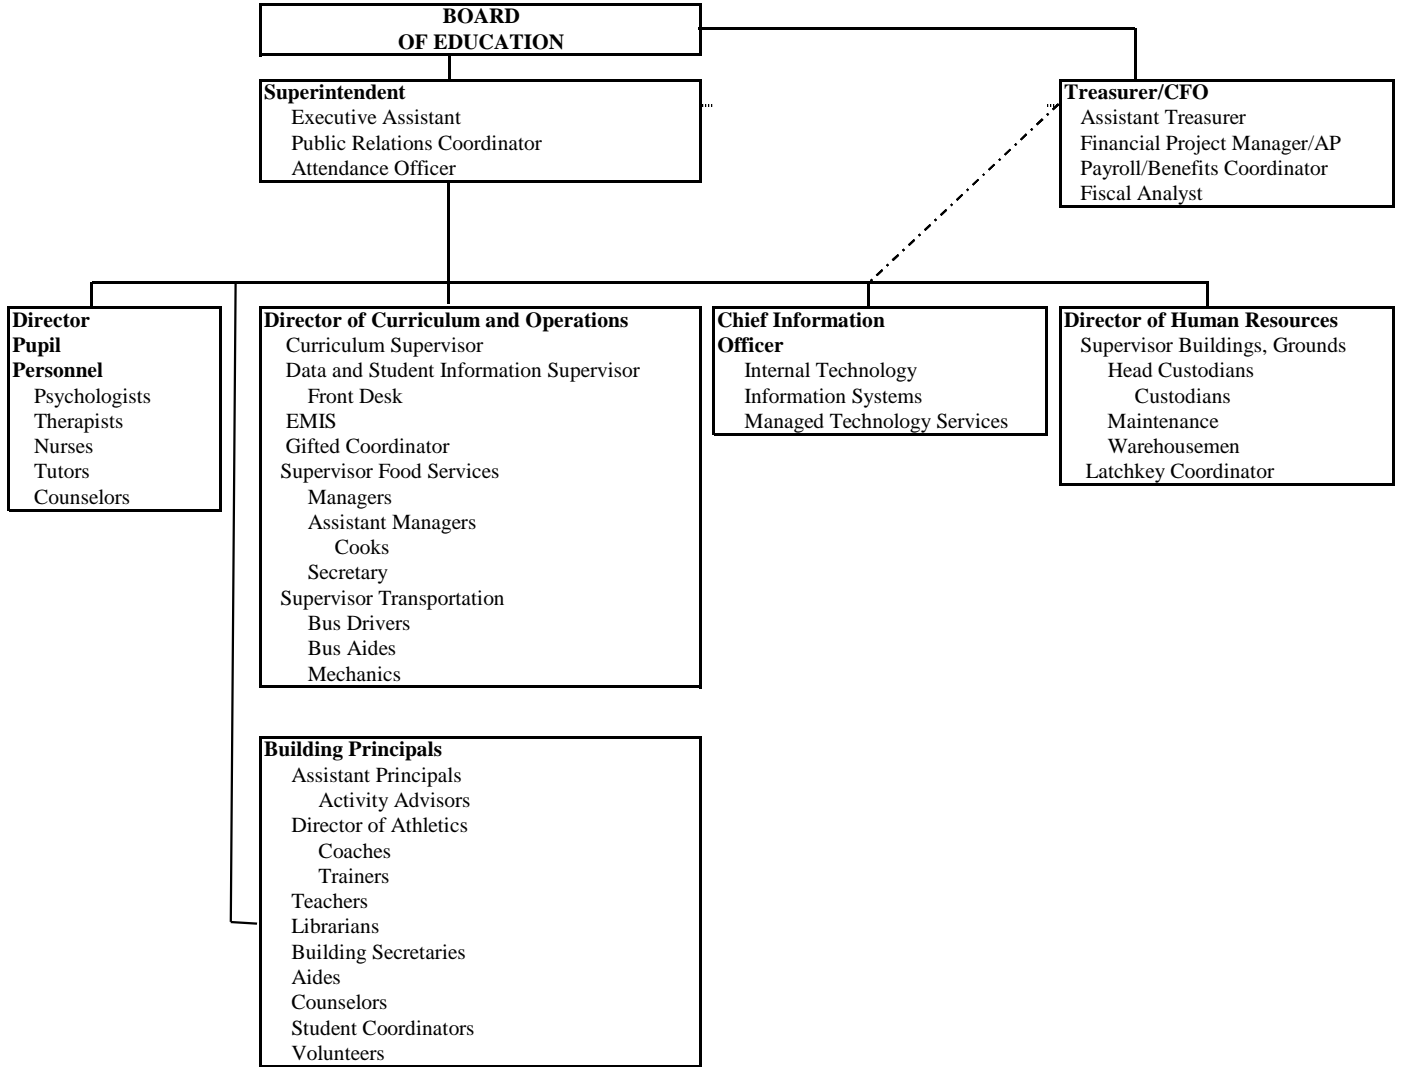 BOARD
OF EDUCATION
Superintendent
Executive Assistant
Public Relations Coordinator
Attendance Officer
Treasurer/CFO
Assistant Treasurer
Financial Project Manager/AP
Payroll/Benefits Coordinator
Fiscal Analyst
Director
Pupil
Personnel
Psychologists
Therapists
Nurses
Tutors
Counselors
Director of Curriculum and Operations
Curriculum Supervisor
Data and Student Information Supervisor
Front Desk
EMIS
Gifted Coordinator
Supervisor Food Services
Managers
Assistant Managers
Cooks
Secretary
Supervisor Transportation
Bus Drivers
Bus Aides
Mechanics
Chief Information
Officer
Internal Technology
Information Systems
Managed Technology Services
Director of Human Resources
Supervisor Buildings, Grounds
Head Custodians
Custodians
Maintenance
Warehousemen
Latchkey Coordinator
Building Principals
Assistant Principals
Activity Advisors
Director of Athletics
Coaches
Trainers
Teachers
Librarians
Building Secretaries
Aides
Counselors
Student Coordinators
Volunteers